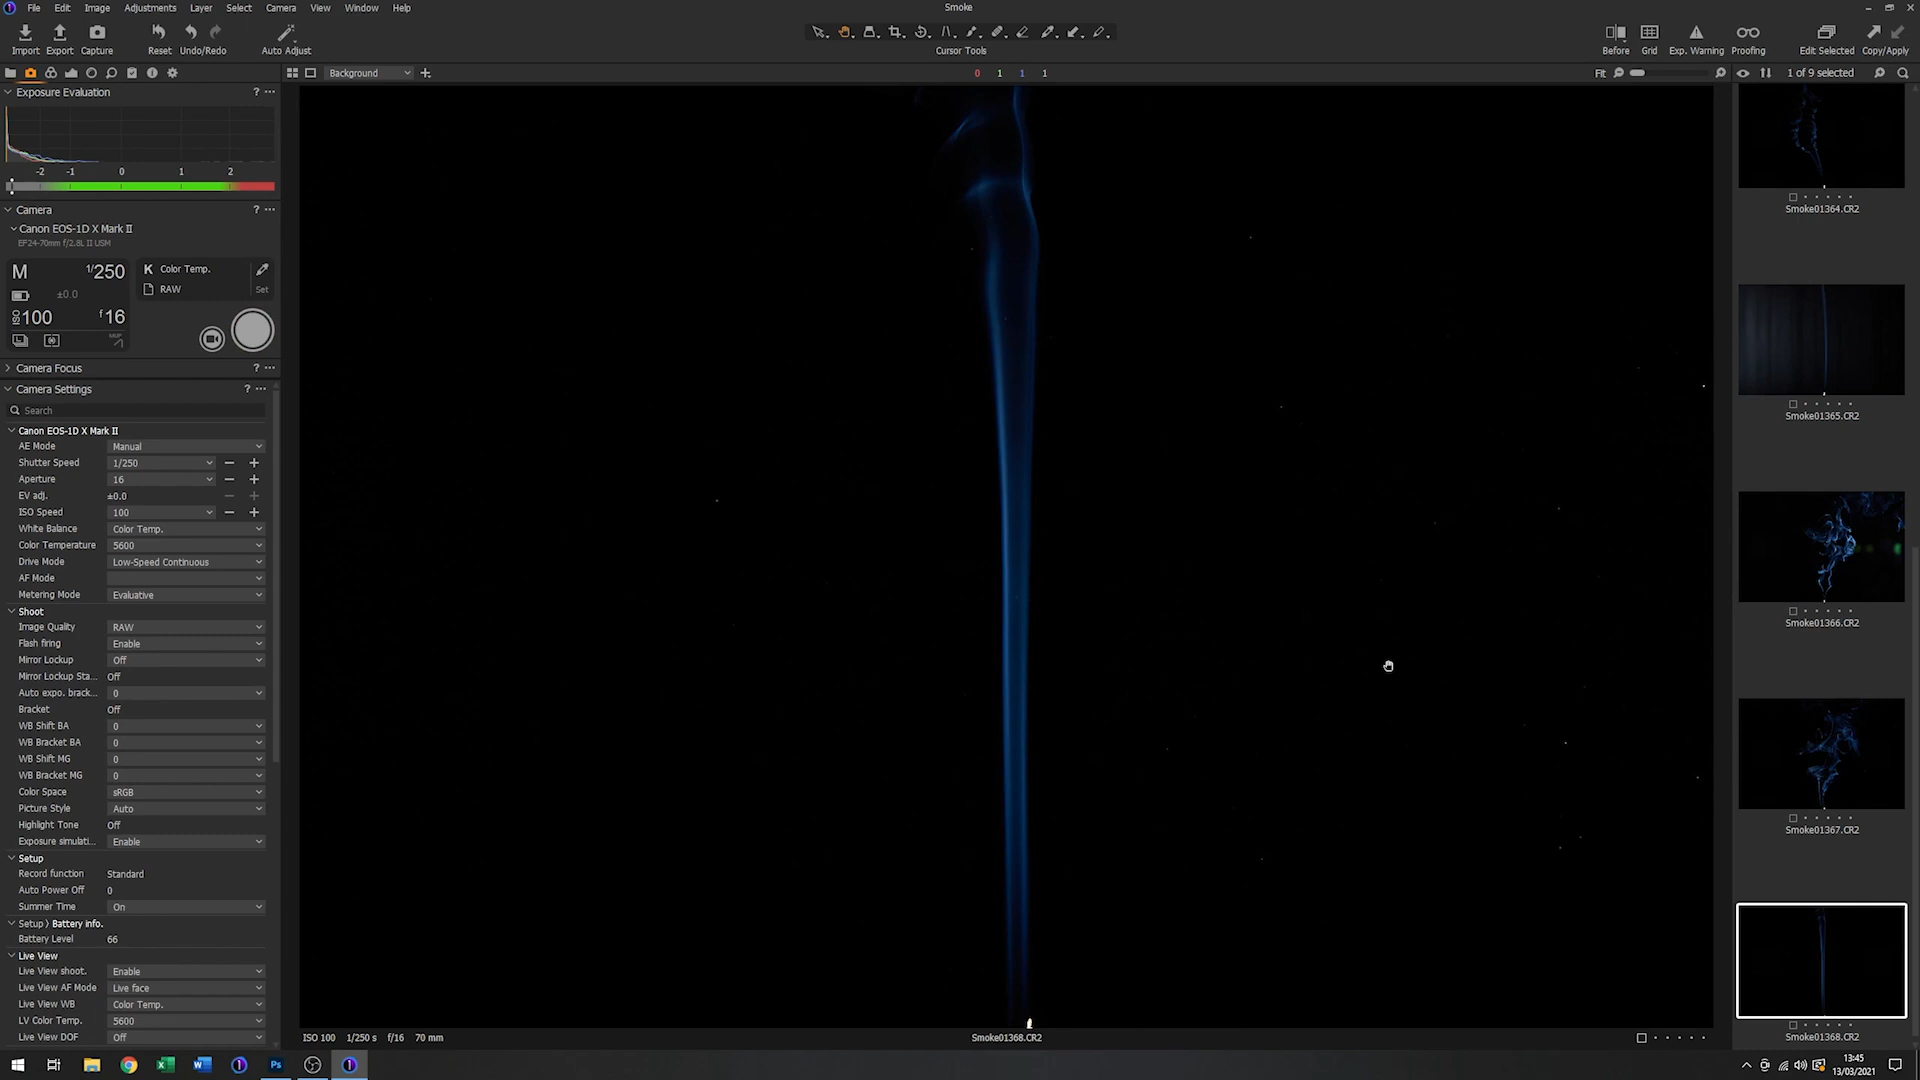 File Edit Image Adjustments Layer Select Camera View Window Help
Smoke
Import Export Capture Reset Undo/Redo Auto Adjust
Cursor Tools
Before Grid Exp. Warning Proofing Edit Selected Copy/Apply
Background
0 1 1 1
Fit
1 of 9 selected
Exposure Evaluation ?
-2 -1 0 1 2
Camera ?
Canon EOS-1D X Mark II
EF24-70mm f/2.8L II USM
M 1/250
±0.0
ISO 100 f 16
K Color Temp.
RAW
Set
Camera Focus ?
Camera Settings ?
Search
Canon EOS-1D X Mark II
AE Mode Manual
Shutter Speed 1/250
Aperture 16
EV adj. ±0.0
ISO Speed 100
White Balance Color Temp.
Color Temperature 5600
Drive Mode Low-Speed Continuous
AF Mode
Metering Mode Evaluative
Shoot
Image Quality RAW
Flash firing Enable
Mirror Lockup Off
Mirror Lockup Sta... Off
Auto expo. brack... 0
Bracket Off
WB Shift BA 0
WB Bracket BA 0
WB Shift MG 0
WB Bracket MG 0
Color Space sRGB
Picture Style Auto
Highlight Tone Off
Exposure simulati... Enable
Setup
Record function Standard
Auto Power Off 0
Summer Time On
Setup Battery info.
Battery Level 66
Live View
Live View shoot. Enable
Live View AF Mode Live face
Live View WB Color Temp.
LV Color Temp. 5600
Live View DOF Off
ISO 100 1/250 s f/16 70 mm
Smoke01368.CR2
Smoke01364.CR2
Smoke01365.CR2
Smoke01366.CR2
Smoke01367.CR2
Smoke01368.CR2
13:45
13/03/2021